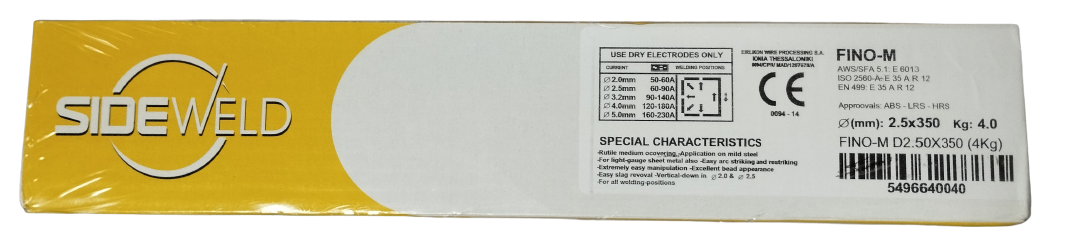 SIDEWELD
USE DRY ELECTRODES ONLY
CURRENT WELDING POSITIONS
Ø 2.0mm 50-60A
Ø 2.5mm 60-90A
Ø 3.2mm 90-140A
Ø 4.0mm 120-180A
Ø 5.0mm 160-230A
WIRE PROCESSING S.A.
IONIA THESSALONIKI
CE
0094 - 14
SPECIAL CHARACTERISTICS
-Rutile medium ocovering,-Application on mild steel
-For light-gauge sheet metal also -Easy arc striking and restriking
-Extremely easy manipulation -Excellent bead appearance
-Easy slag revoval -Vertical-down in Ø 2.0 & Ø 2.5
-For all welding-positions
FINO-M
AWS/SFA 5.1: E 6013
ISO 2560-A-E 35 A R 12
EN 499: E 35 A R 12
Approvals: ABS - LRS - HRS
Ø(mm): 2.5x350 Kg: 4.0
FINO-M D2.50X350 (4Kg)
5496640040